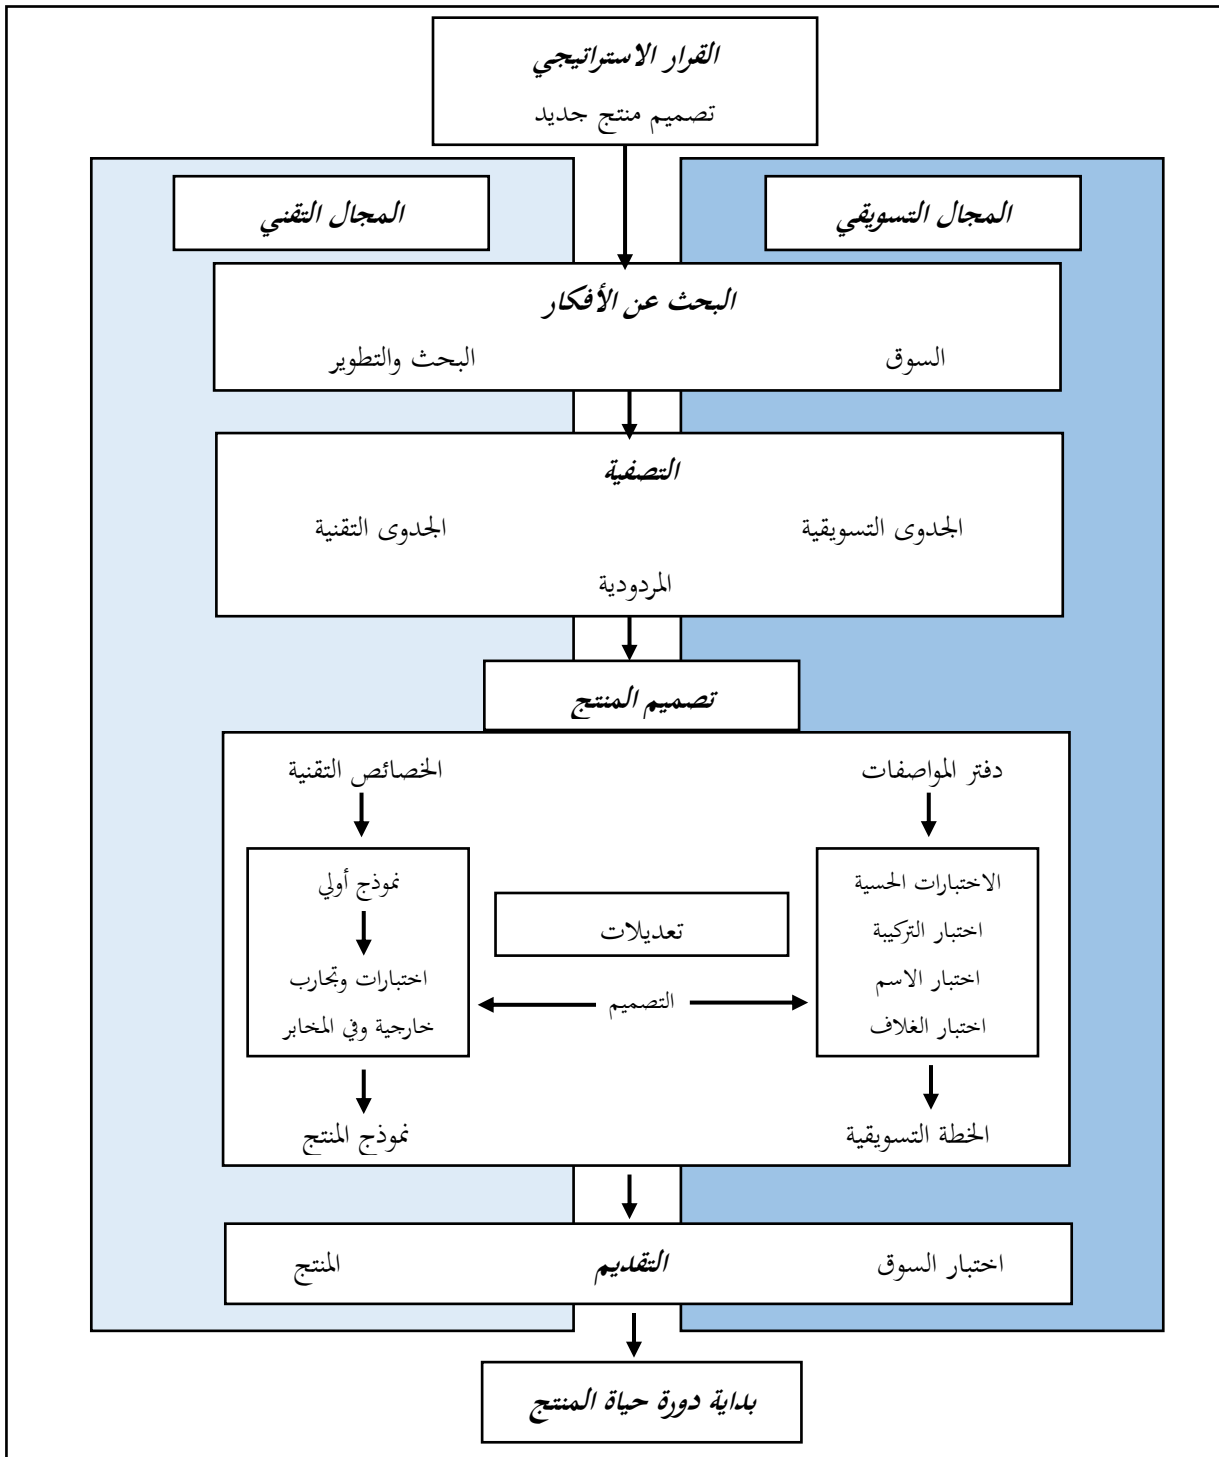 القرار الاستراتيجي
تصميم منتج جديد
المجال التسويقي
المجال التقني
البحث عن الأفكار
السوق
البحث والتطوير
التصفية
الجدوى التسويقية
الجدوى التقنية
المردودية
تصميم المنتج
دفتر المواصفات
الخصائص التقنية
الاختبارات الحسية
اختبار التركيبة
اختبار الاسم
اختبار الغلاف
تعديلات
التصميم
نموذج أولي
اختبارات وتجارب
خارجية وفي المخابر
الخطة التسويقية
نموذج المنتج
اختبار السوق
التقديم
المنتج
بداية دورة حياة المنتج